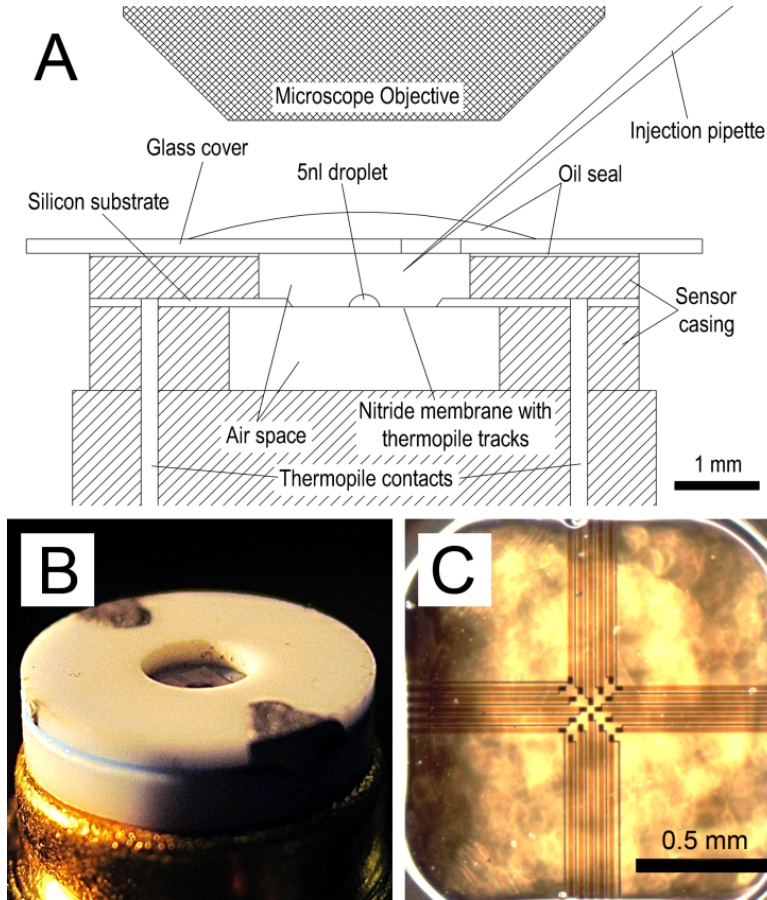 A
Microscope Objective
Injection pipette
Glass cover
5nl droplet
Oil seal
Silicon substrate
Sensor
casing
Air space
Nitride membrane with
thermopile tracks
Thermopile contacts
1 mm
B
C
0.5 mm